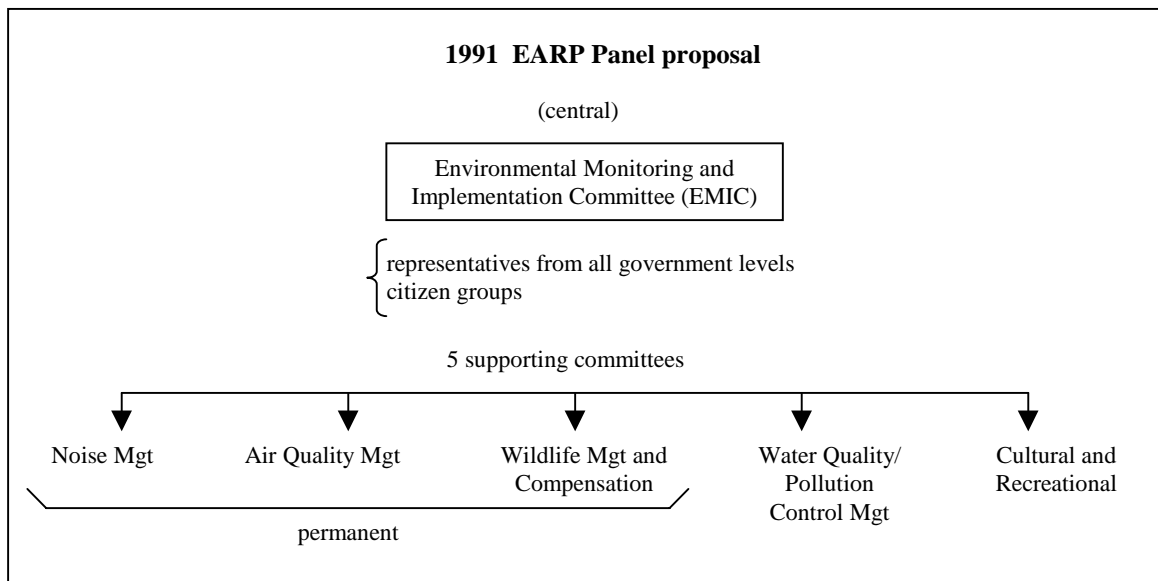 1991 EARP Panel proposal
(central)
Environmental Monitoring and
Implementation Committee (EMIC)
representatives from all government levels
citizen groups
5 supporting committees
Noise Mgt
Air Quality Mgt
Wildlife Mgt and
Compensation
Water Quality/
Pollution
Control Mgt
Cultural and
Recreational
permanent